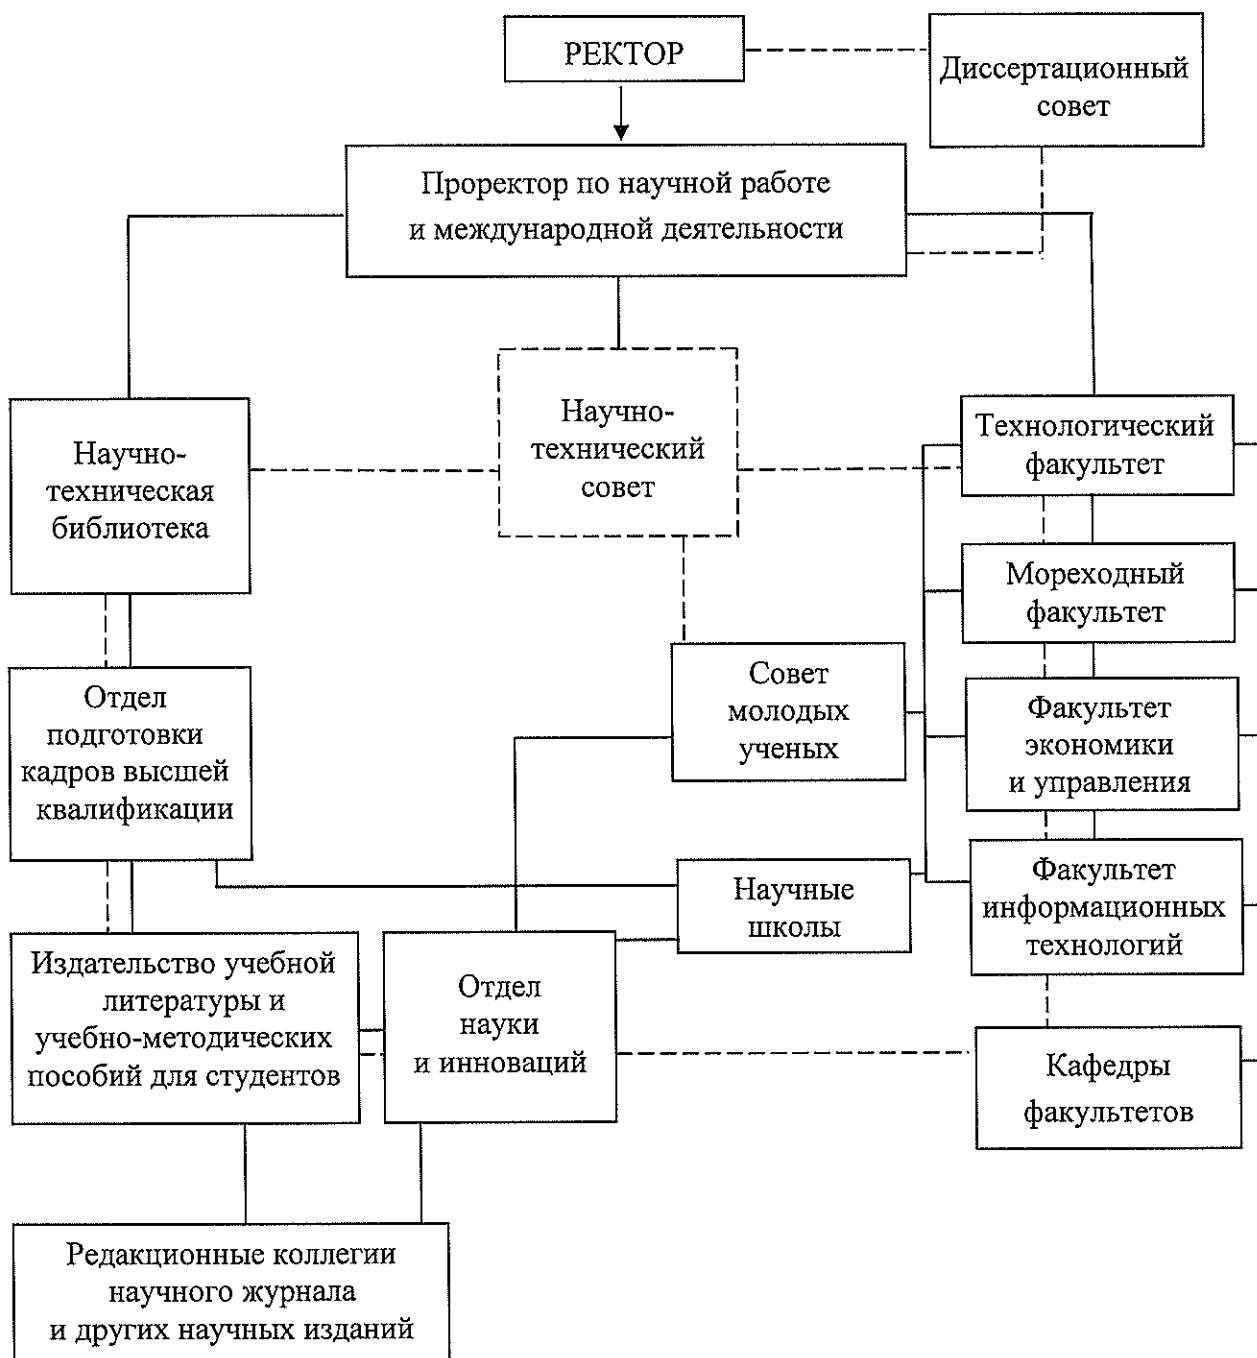 РЕКТОР
Диссертационный
совет
Проректор по научной работе
и международной деятельности
Научно-
техническая
библиотека
Научно-
технический
совет
Технологический
факультет
Мореходный
факультет
Отдел
подготовки
кадров высшей
квалификации
Совет
молодых
ученых
Факультет
экономики
и управления
Научные
школы
Факультет
информационных
технологий
Издательство учебной
литературы и
учебно-методических
пособий для студентов
Отдел
науки
и инноваций
Кафедры
факультетов
Редакционные коллегии
научного журнала
и других научных изданий